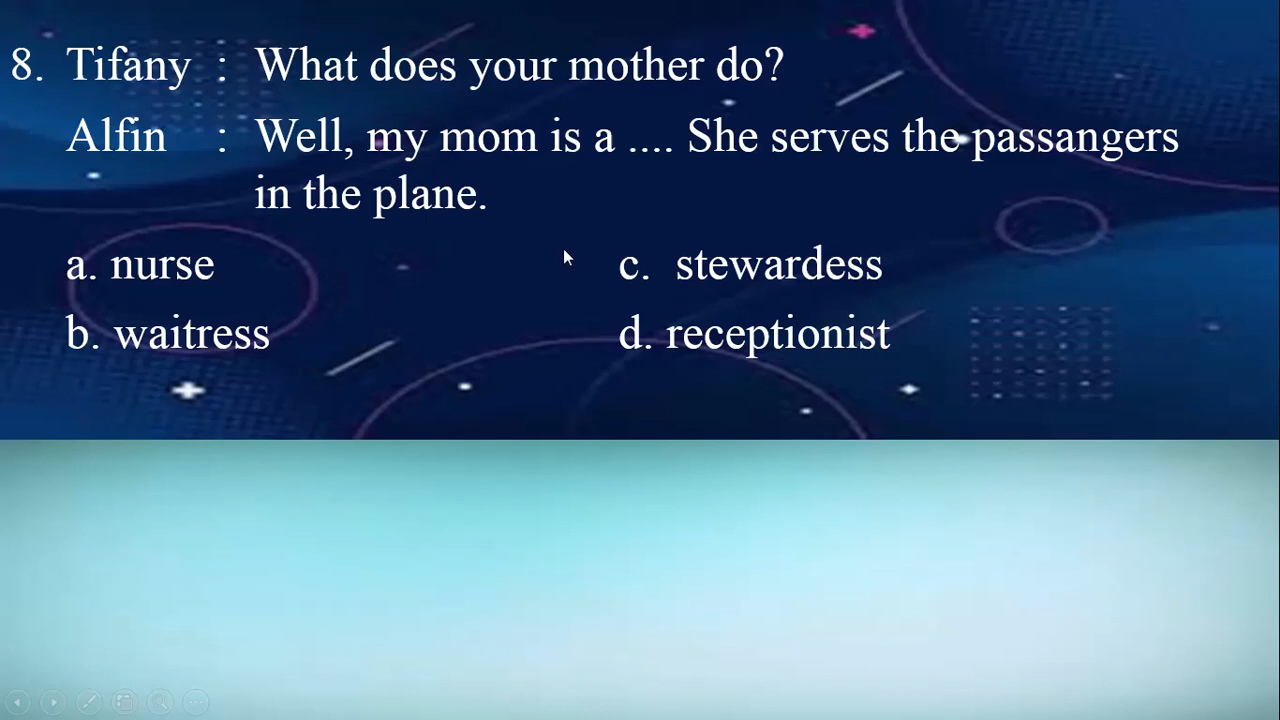 8. Tifany : What does your mother do?
Alfin : Well, my mom is a .... She serves the passangers
in the plane.
a. nurse c. stewardess
b. waitress d. receptionist